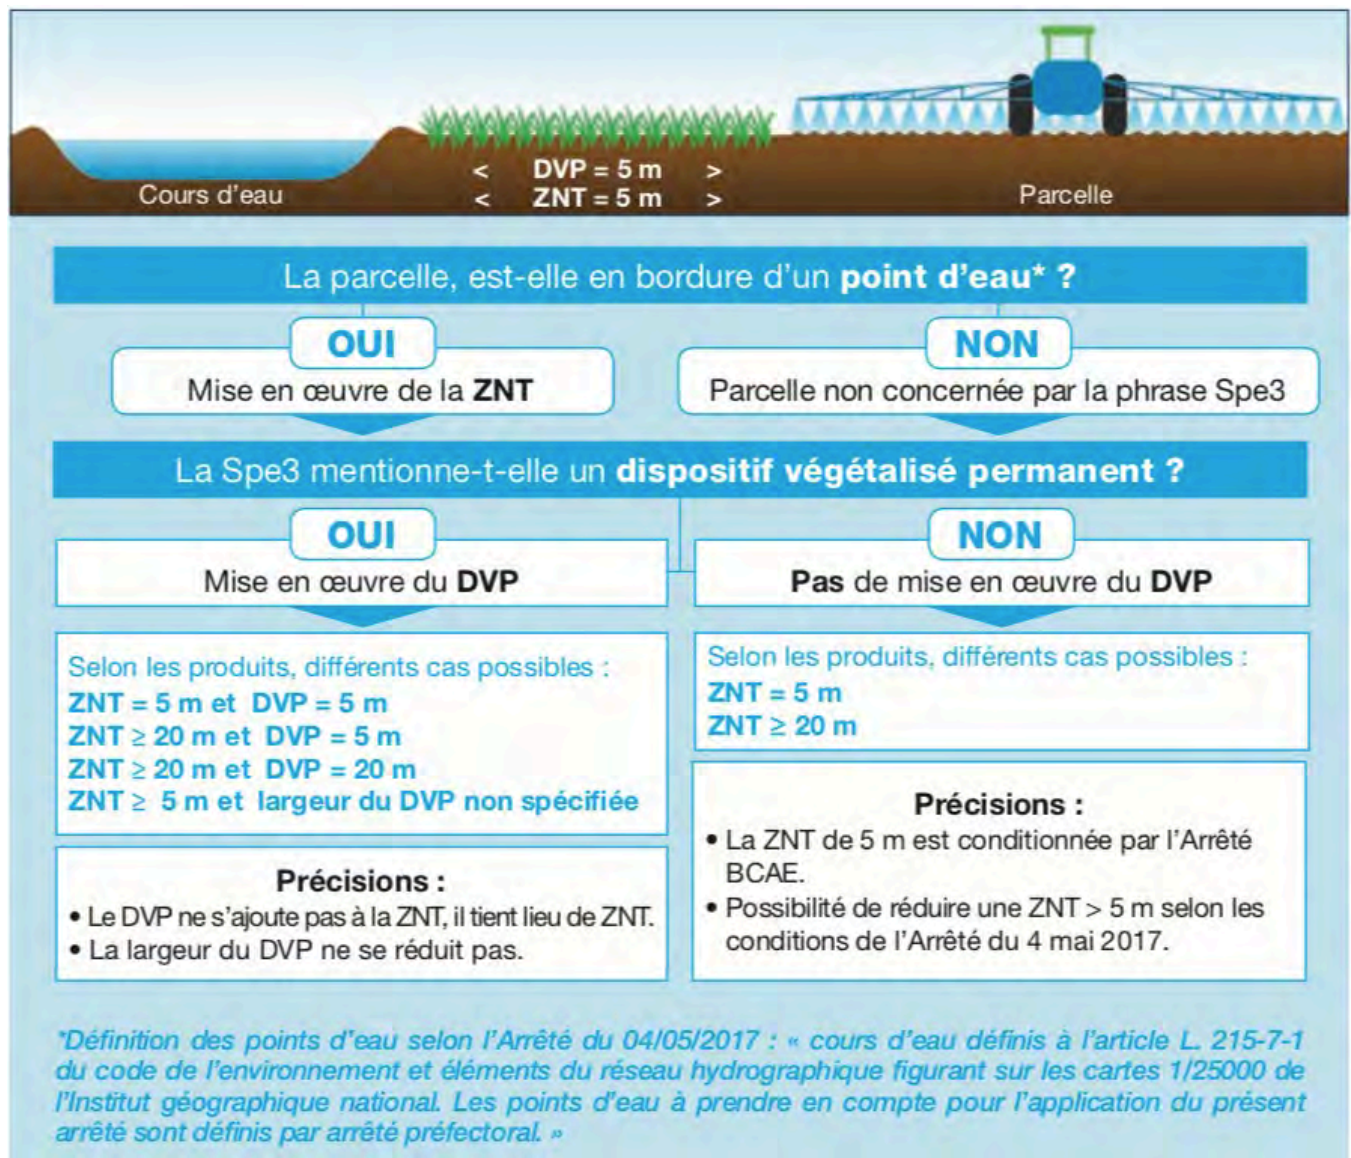 < DVP = 5 m >
< ZNT = 5 m >
Cours d'eau
Parcelle
La parcelle, est-elle en bordure d'un point d'eau* ?
OUI
Mise en œuvre de la ZNT
NON
Parcelle non concernée par la phrase Spe3
La Spe3 mentionne-t-elle un dispositif végétalisé permanent ?
OUI
Mise en œuvre du DVP
NON
Pas de mise en œuvre du DVP
Selon les produits, différents cas possibles :
ZNT = 5 m et DVP = 5 m
ZNT ≥ 20 m et DVP = 5 m
ZNT ≥ 20 m et DVP = 20 m
ZNT ≥ 5 m et largeur du DVP non spécifiée
Précisions :
• Le DVP ne s'ajoute pas à la ZNT, il tient lieu de ZNT.
• La largeur du DVP ne se réduit pas.
Selon les produits, différents cas possibles :
ZNT = 5 m
ZNT ≥ 20 m
Précisions :
• La ZNT de 5 m est conditionnée par l'Arrêté
BCAE.
• Possibilité de réduire une ZNT > 5 m selon les
conditions de l'Arrêté du 4 mai 2017.
*Définition des points d'eau selon l'Arrêté du 04/05/2017 : « cours d'eau définis à l'article L. 215-7-1
du code de l'environnement et éléments du réseau hydrographique figurant sur les cartes 1/25000 de
l'Institut géographique national. Les points d'eau à prendre en compte pour l'application du présent
arrêté sont définis par arrêté préfectoral. »